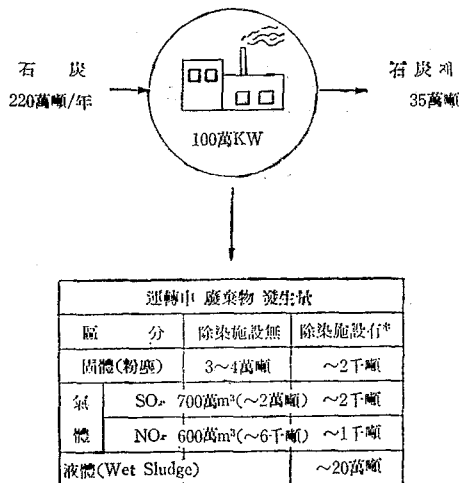 石 炭
220萬噸/年
100萬KW
石 炭 재
35萬噸
運轉中 廢棄物 發生量
區 分 除染施設無 除染施設有*
固體(粉塵) 3~4萬噸 ~2千噸
氣 SOx 700萬m³(~2萬噸) ~2千噸
體 NOx 600萬m³(~6千噸) ~1千噸
液體(Wet Sludge) ~20萬噸